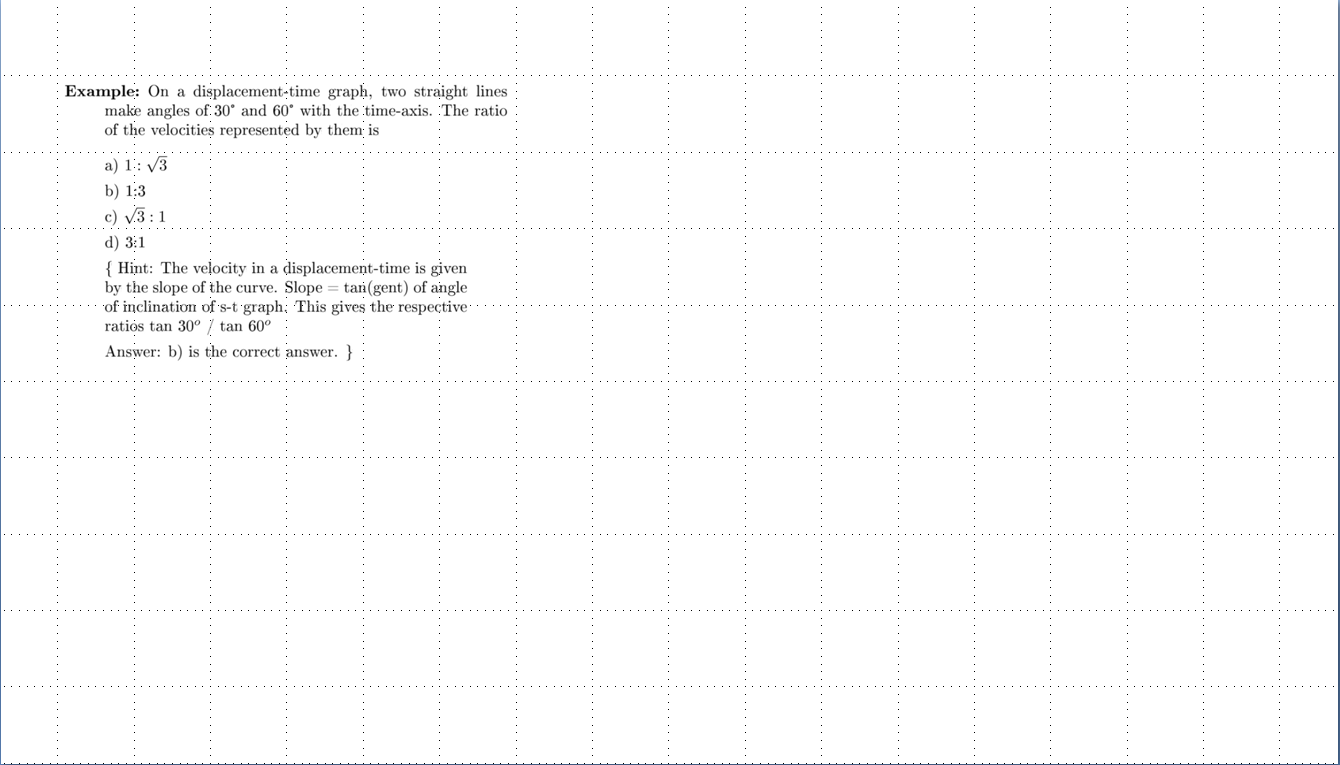 Example: On a displacement-time graph, two straight lines
make angles of 30° and 60° with the time-axis. The ratio
of the velocities represented by them is
a) 1 : √3
b) 1:3
c) √3 : 1
d) 3:1
{ Hint: The velocity in a displacement-time is given
by the slope of the curve. Slope = tan(gent) of angle
of inclination of s-t graph. This gives the respective
ratios tan 30° / tan 60°
Answer: b) is the correct answer. }